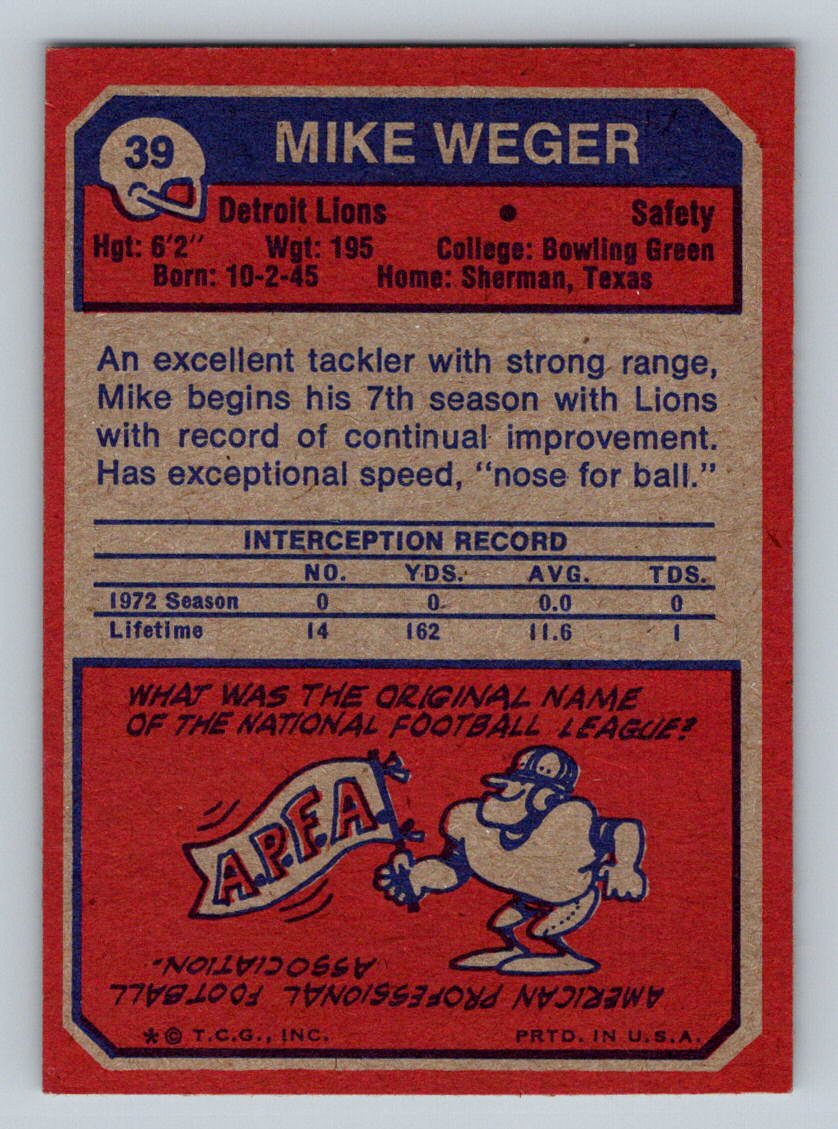 39
MIKE WEGER
Detroit Lions • Safety
Hgt: 6'2" Wgt: 195 College: Bowling Green
Born: 10-2-45 Home: Sherman, Texas
An excellent tackler with strong range,
Mike begins his 7th season with Lions
with record of continual improvement.
Has exceptional speed, "nose for ball."
INTERCEPTION RECORD
NO. YDS. AVG. TDS.
1972 Season 0 0 0.0 0
Lifetime 14 162 11.6 1
WHAT WAS THE ORIGINAL NAME
OF THE NATIONAL FOOTBALL LEAGUE?
A.P.F.A.
AMERICAN PROFESSIONAL FOOTBALL
ASSOCIATION.
*© T.C.G., INC. PRTD. IN U.S.A.